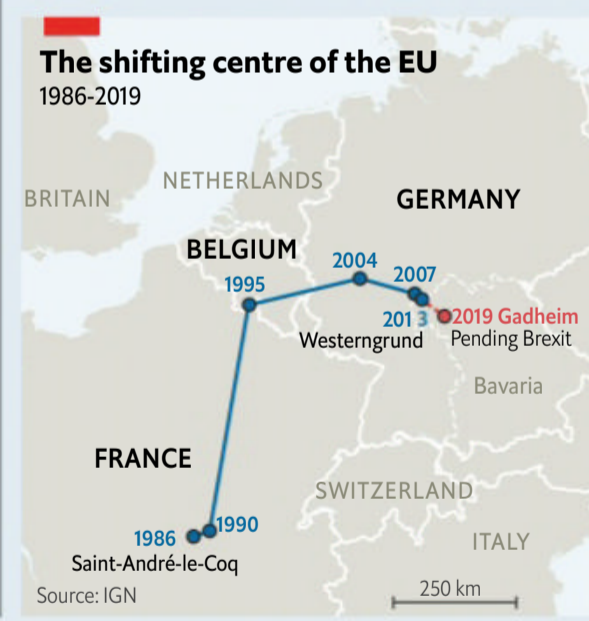 The shifting centre of the EU
1986-2019
NETHERLANDS
BRITAIN
GERMANY
BELGIUM
2004
2007
1995
2013
2019 Gadheim
Westerngrund
Pending Brexit
Bavaria
FRANCE
SWITZERLAND
1990
1986
ITALY
Saint-André-le-Coq
250 km
Source: IGN